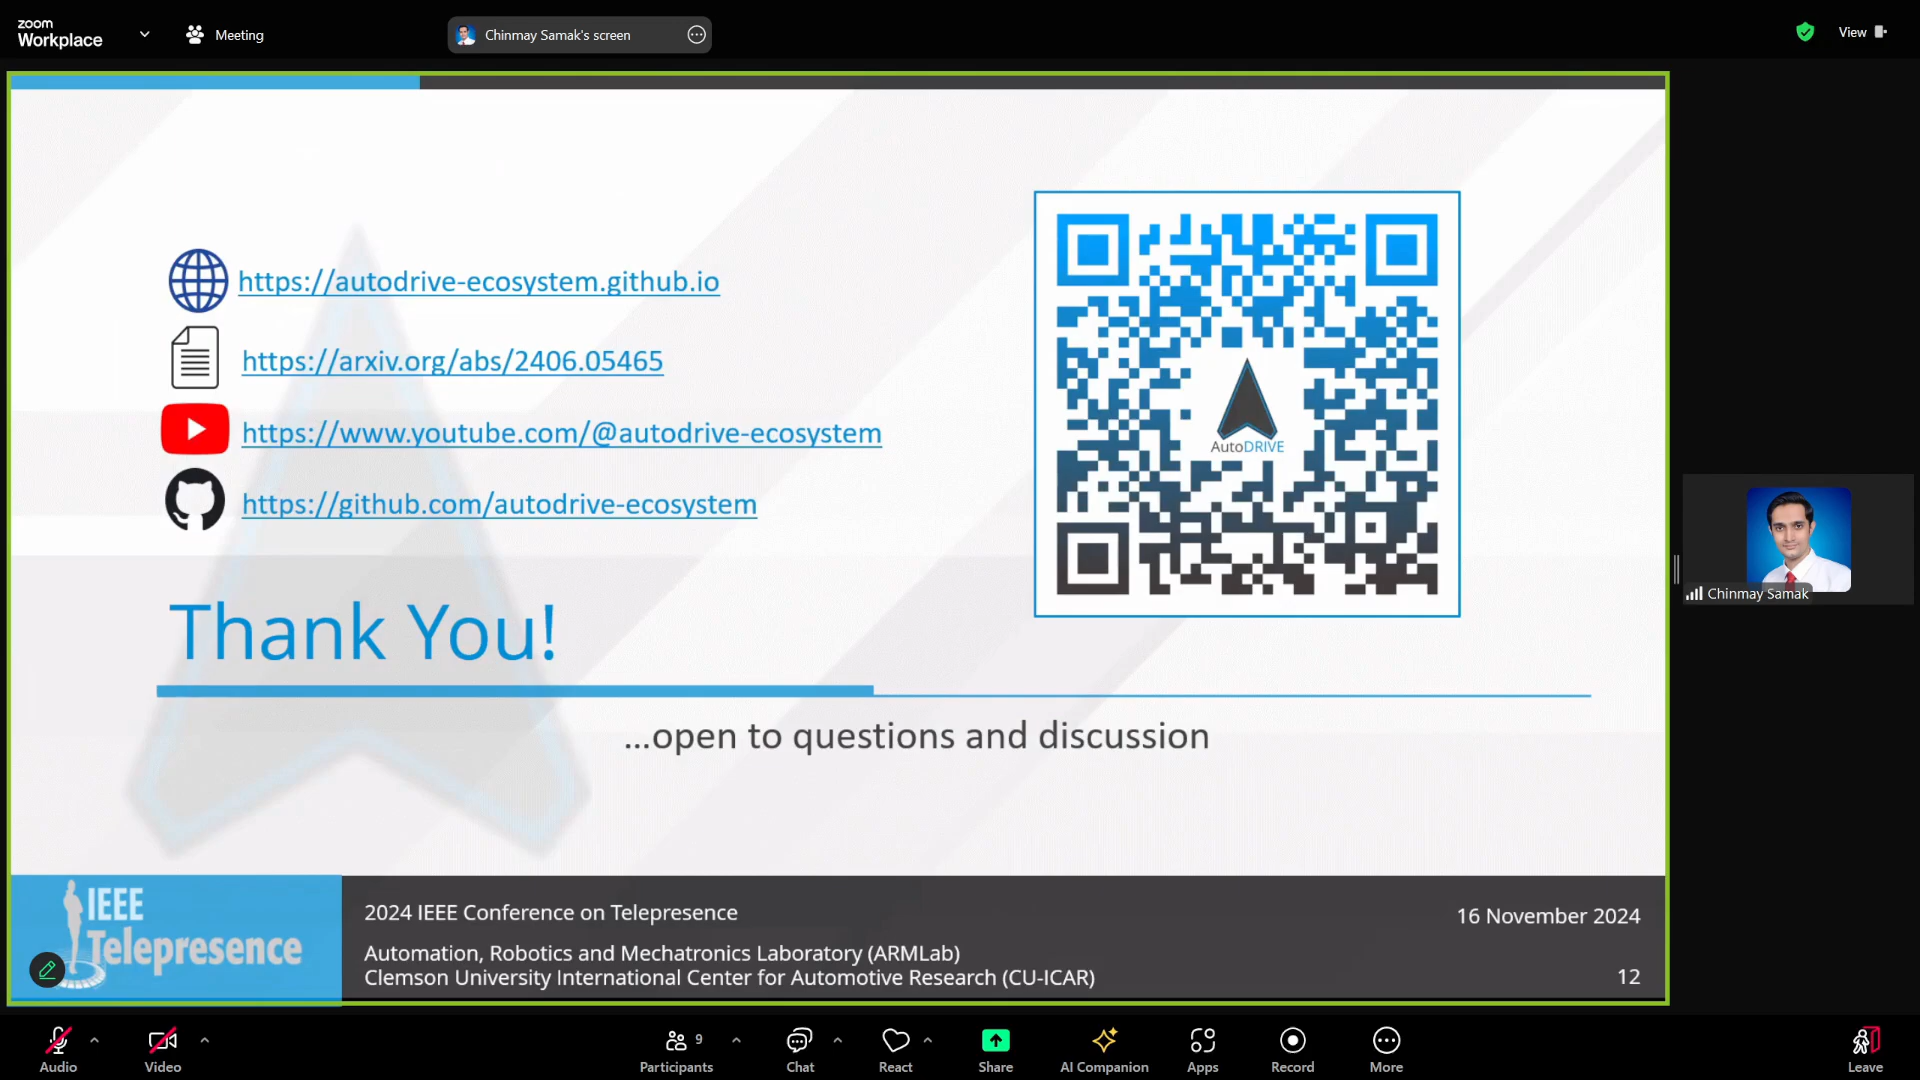 zoom
Workplace
Meeting
Chinmay Samak's screen
View
https://autodrive-ecosystem.github.io
https://arxiv.org/abs/2406.05465
https://www.youtube.com/@autodrive-ecosystem
https://github.com/autodrive-ecosystem
AutoDRIVE
Thank You!
...open to questions and discussion
Chinmay Samak
IEEE
Telepresence
2024 IEEE Conference on Telepresence
16 November 2024
Automation, Robotics and Mechatronics Laboratory (ARMLab)
Clemson University International Center for Automotive Research (CU-ICAR)
12
Audio
Video
9
Participants
Chat
React
Share
AI Companion
Apps
Record
More
Leave